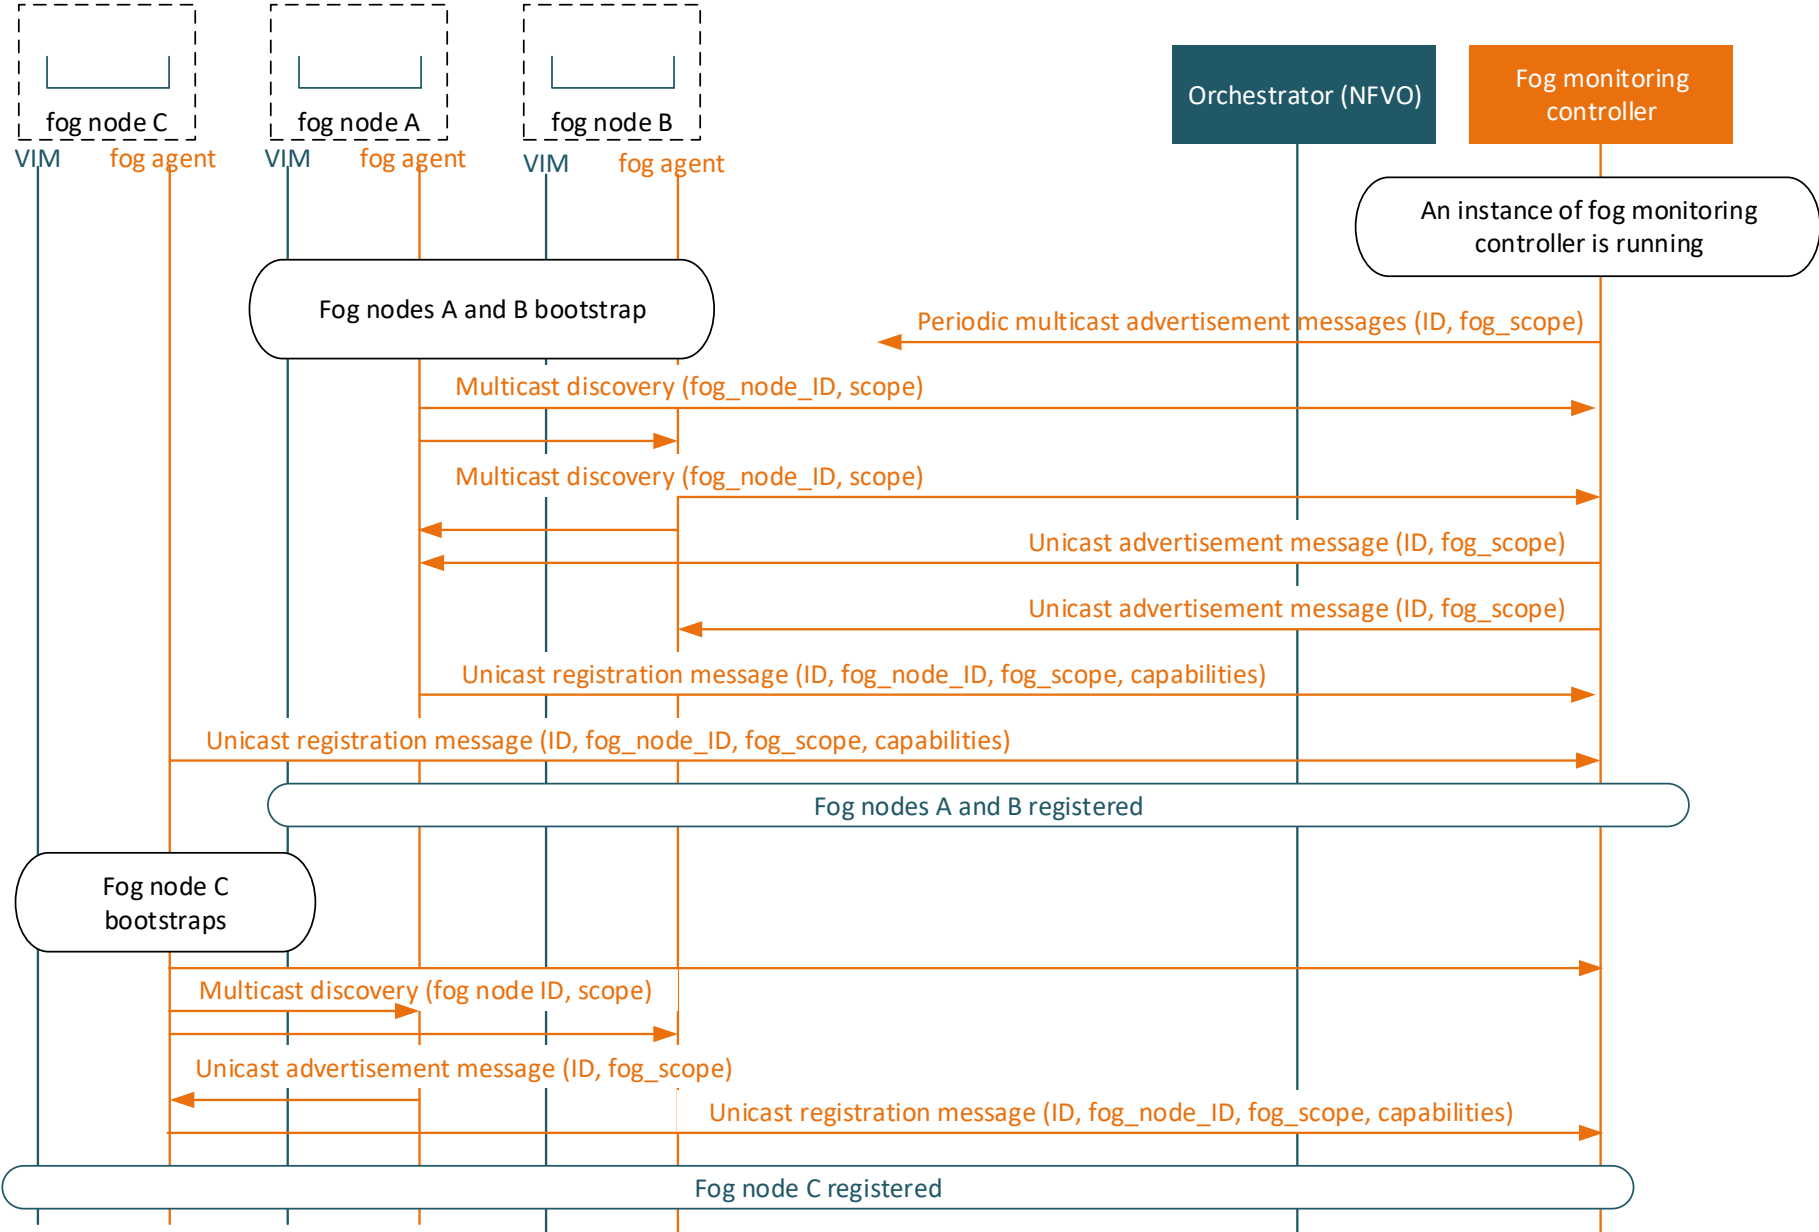 fog node C
fog node A
fog node B
VIM
fog agent
VIM
fog agent
VIM
fog agent
Orchestrator (NFVO)
Fog monitoring
controller
An instance of fog monitoring
controller is running
Fog nodes A and B bootstrap
Periodic multicast advertisement messages (ID, fog_scope)
Multicast discovery (fog_node_ID, scope)
Multicast discovery (fog_node_ID, scope)
Unicast advertisement message (ID, fog_scope)
Unicast advertisement message (ID, fog_scope)
Unicast registration message (ID, fog_node_ID, fog_scope, capabilities)
Unicast registration message (ID, fog_node_ID, fog_scope, capabilities)
Fog nodes A and B registered
Fog node C
bootstraps
Multicast discovery (fog node ID, scope)
Unicast advertisement message (ID, fog_scope)
Unicast registration message (ID, fog_node_ID, fog_scope, capabilities)
Fog node C registered